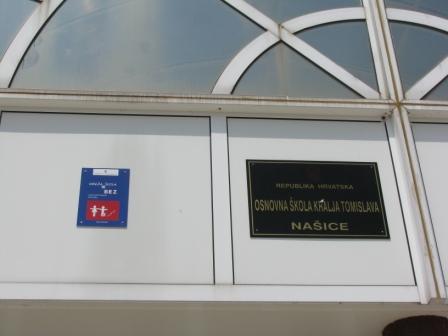 BEZ
REPUBLIKA HRVATSKA
OSNOVNA ŠKOLA KRALJA TOMISLAVA
NAŠICE